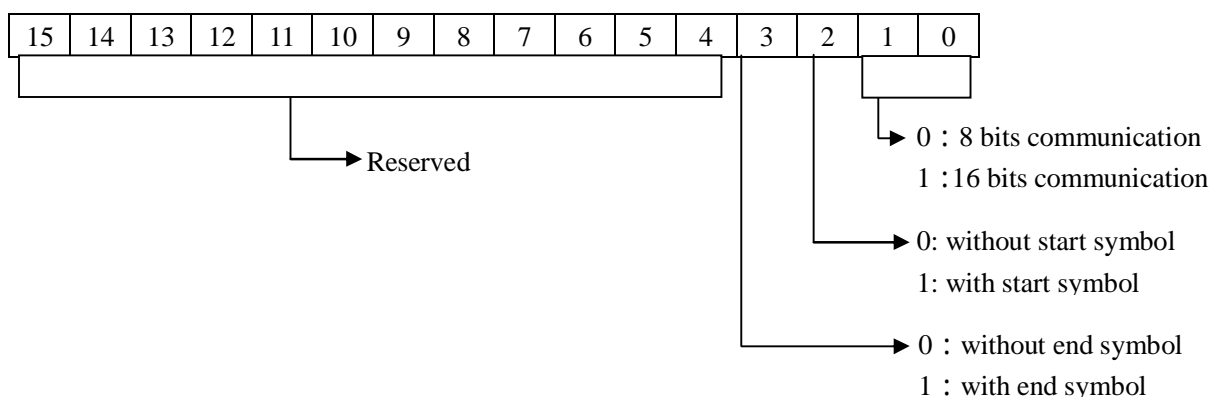 15 14 13 12 11 10 9 8 7 6 5 4 3 2 1 0
0：8 bits communication
Reserved
1：16 bits communication
0: without start symbol
1: with start symbol
0：without end symbol
1：with end symbol